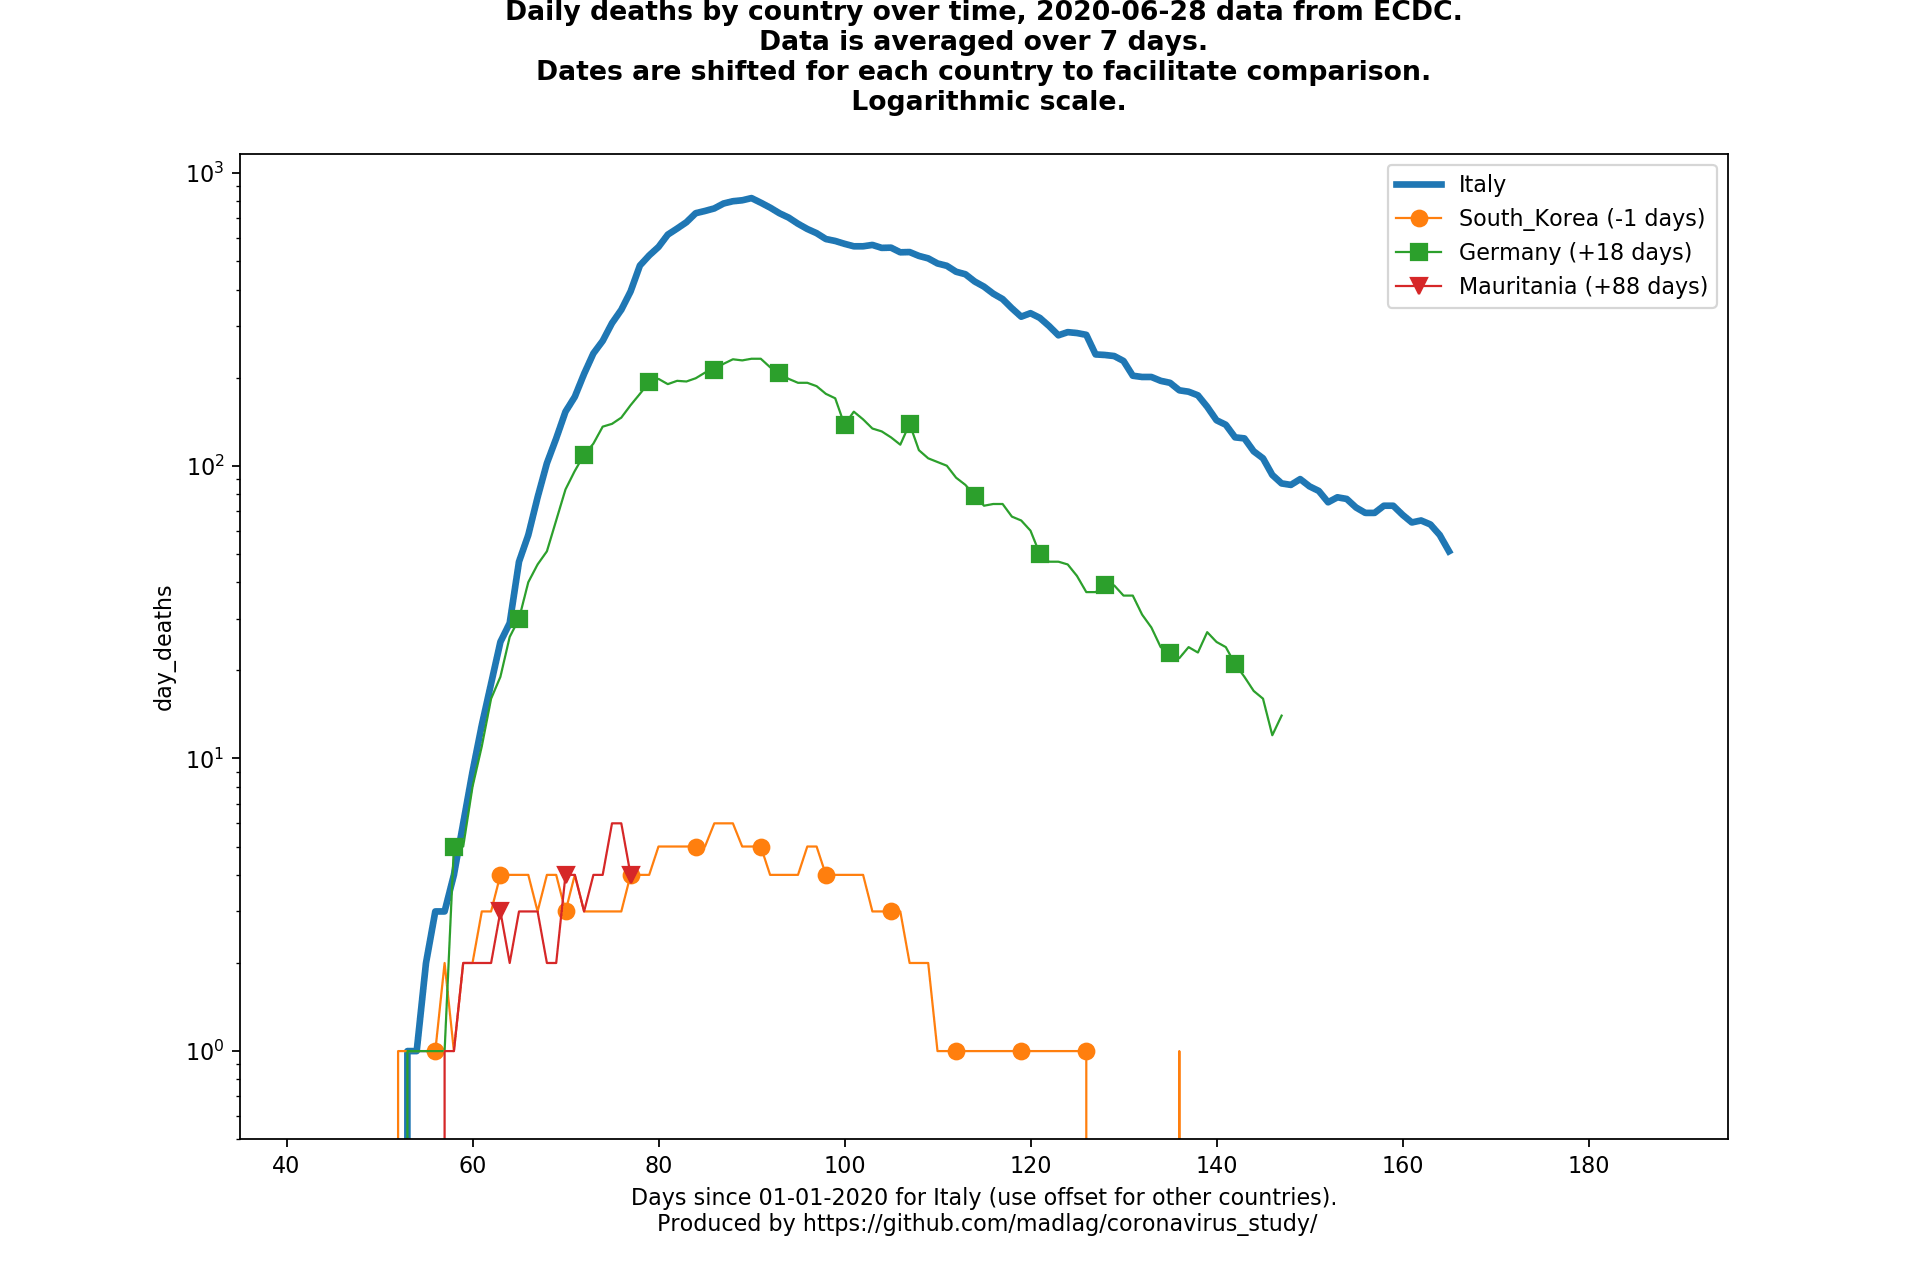 Daily deaths by country over time, 2020-06-28 data from ECDC.
Data is averaged over 7 days.
Dates are shifted for each country to facilitate comparison.
Logarithmic scale.
10³
10²
10¹
10⁰
day_deaths
Italy
South_Korea (-1 days)
Germany (+18 days)
Mauritania (+88 days)
40 60 80 100 120 140 160 180
Days since 01-01-2020 for Italy (use offset for other countries).
Produced by https://github.com/madlag/coronavirus_study/